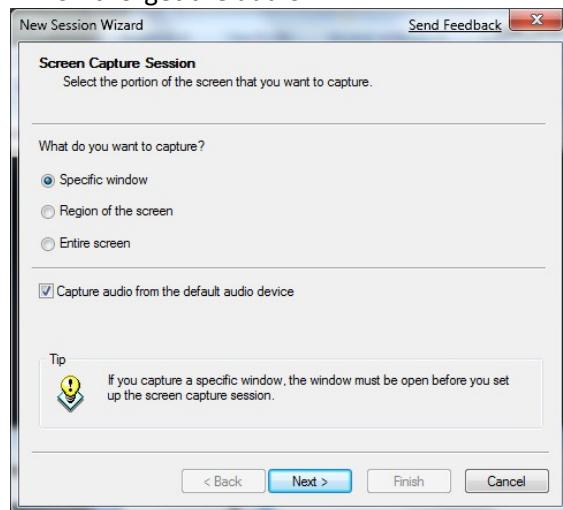 New Session Wizard Send Feedback
Screen Capture Session
Select the portion of the screen that you want to capture.
What do you want to capture?
Specific window
Region of the screen
Entire screen
Capture audio from the default audio device
Tip
If you capture a specific window, the window must be open before you set
up the screen capture session.
< Back Next > Finish Cancel